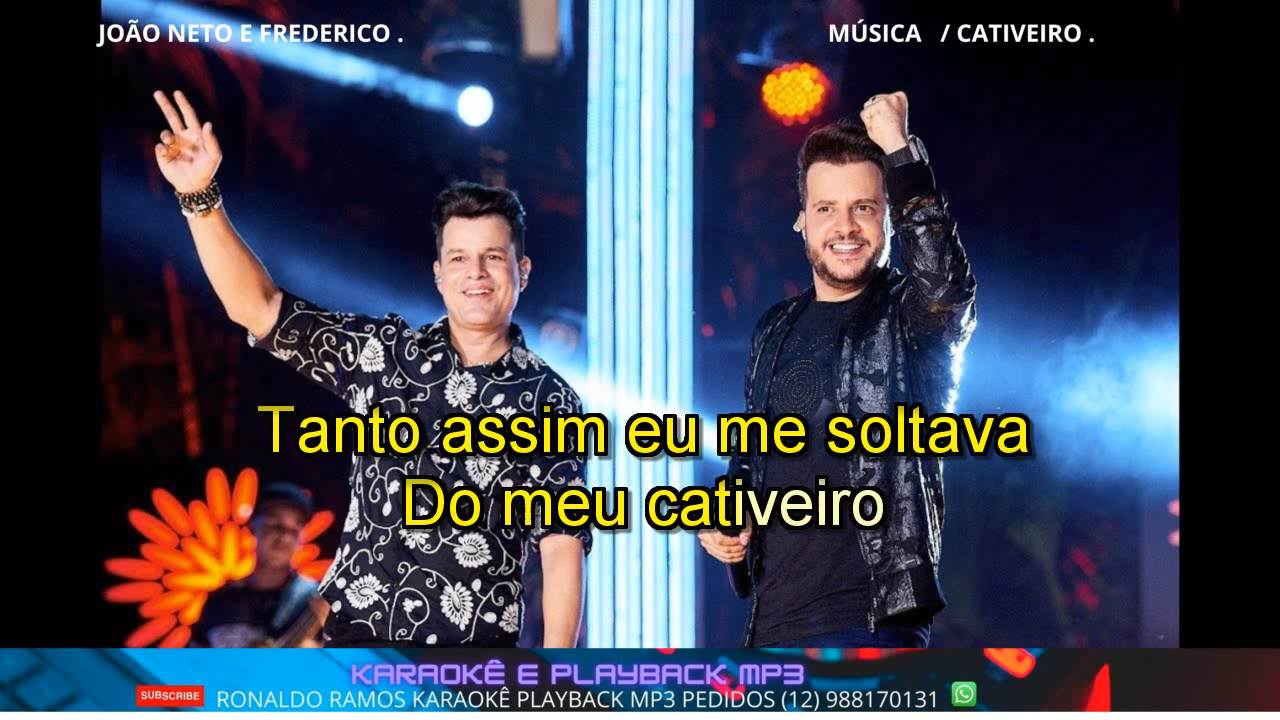 JOÃO NETO E FREDERICO .
MÚSICA / CATIVEIRO .
Tanto assim eu me soltava
Do meu cativeiro
KARAOKÊ E PLAYBACK MP3
SUBSCRIBE
RONALDO RAMOS KARAOKÊ PLAYBACK MP3 PEDIDOS (12) 988170131